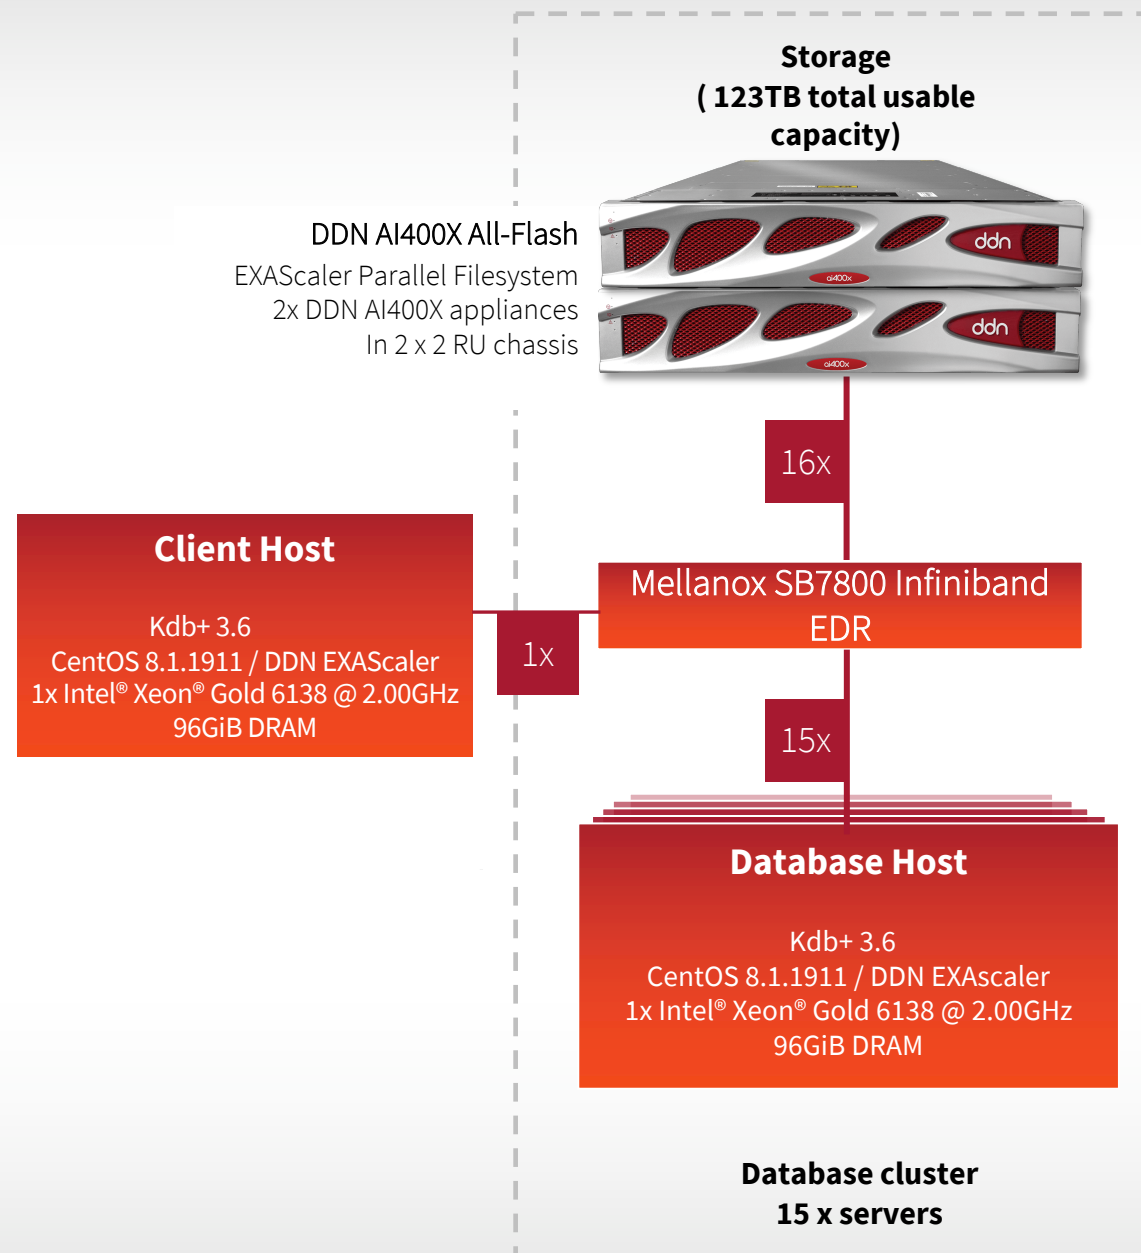 Storage
( 123TB total usable
capacity)
DDN AI400X All-Flash
EXAScaler Parallel Filesystem
2x DDN AI400X appliances
In 2 x 2 RU chassis
ddn
ai400x
ddn
ai400x
16x
Client Host
Kdb+ 3.6
CentOS 8.1.1911 / DDN EXAScaler
1x Intel® Xeon® Gold 6138 @ 2.00GHz
96GiB DRAM
1x
Mellanox SB7800 Infiniband
EDR
15x
Database Host
Kdb+ 3.6
CentOS 8.1.1911 / DDN EXAscaler
1x Intel® Xeon® Gold 6138 @ 2.00GHz
96GiB DRAM
Database cluster
15 x servers